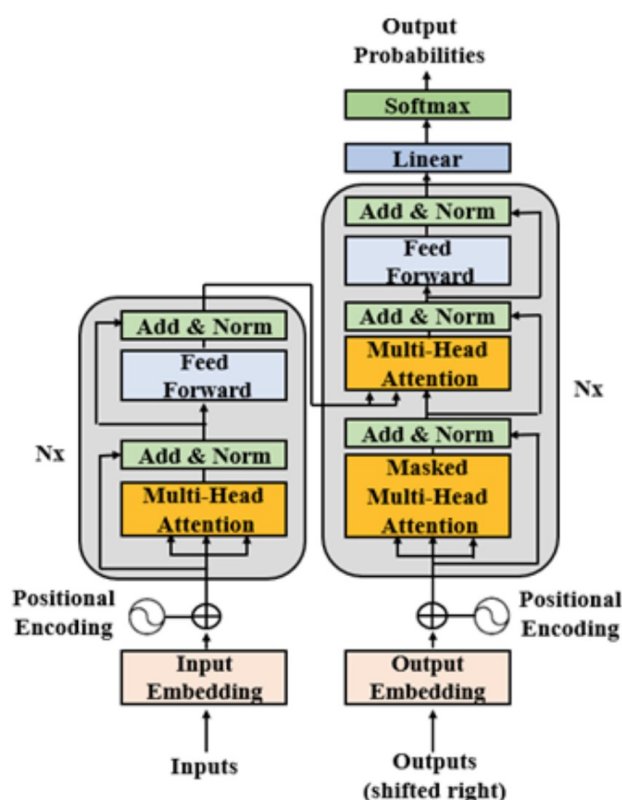 Output
Probabilities
Softmax
Linear
Add & Norm
Feed
Forward
Add & Norm
Multi-Head
Attention
Add & Norm
Masked
Multi-Head
Attention
Nx
Add & Norm
Feed
Forward
Add & Norm
Multi-Head
Attention
Nx
Positional
Encoding
Positional
Encoding
Input
Embedding
Output
Embedding
Inputs
Outputs
(shifted right)